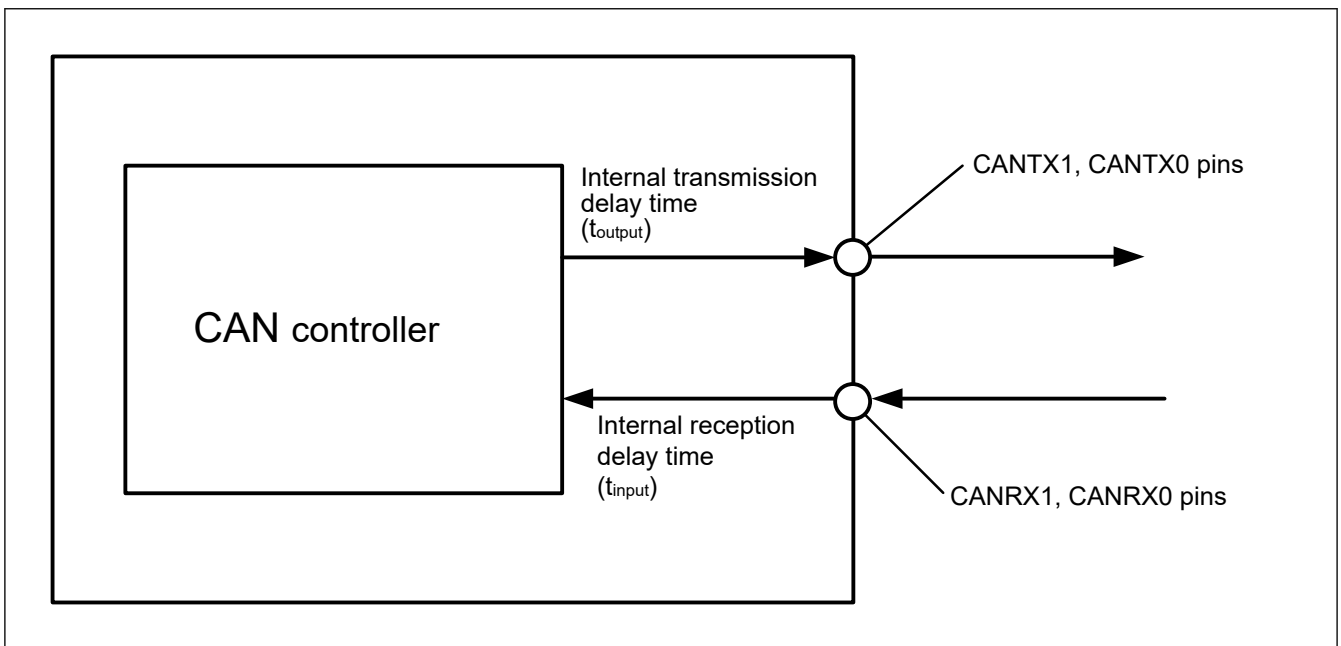 Internal transmission
delay time
(toutput)
CANTX1, CANTX0 pins
CAN controller
Internal reception
delay time
(tinput)
CANRX1, CANRX0 pins